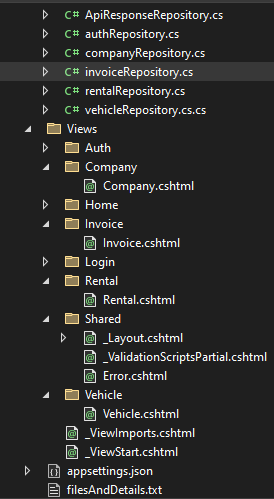 C# ApiResponseRepository.cs
C# authRepository.cs
C# companyRepository.cs
C# invoiceRepository.cs
C# rentalRepository.cs
C# vehicleRepository.cs.cs
Views
Auth
Company
@ Company.cshtml
Home
Invoice
@ Invoice.cshtml
Login
Rental
@ Rental.cshtml
Shared
@ _Layout.cshtml
@ _ValidationScriptsPartial.cshtml
@ Error.cshtml
Vehicle
@ Vehicle.cshtml
@ _ViewImports.cshtml
@ _ViewStart.cshtml
appsettings.json
filesAndDetails.txt